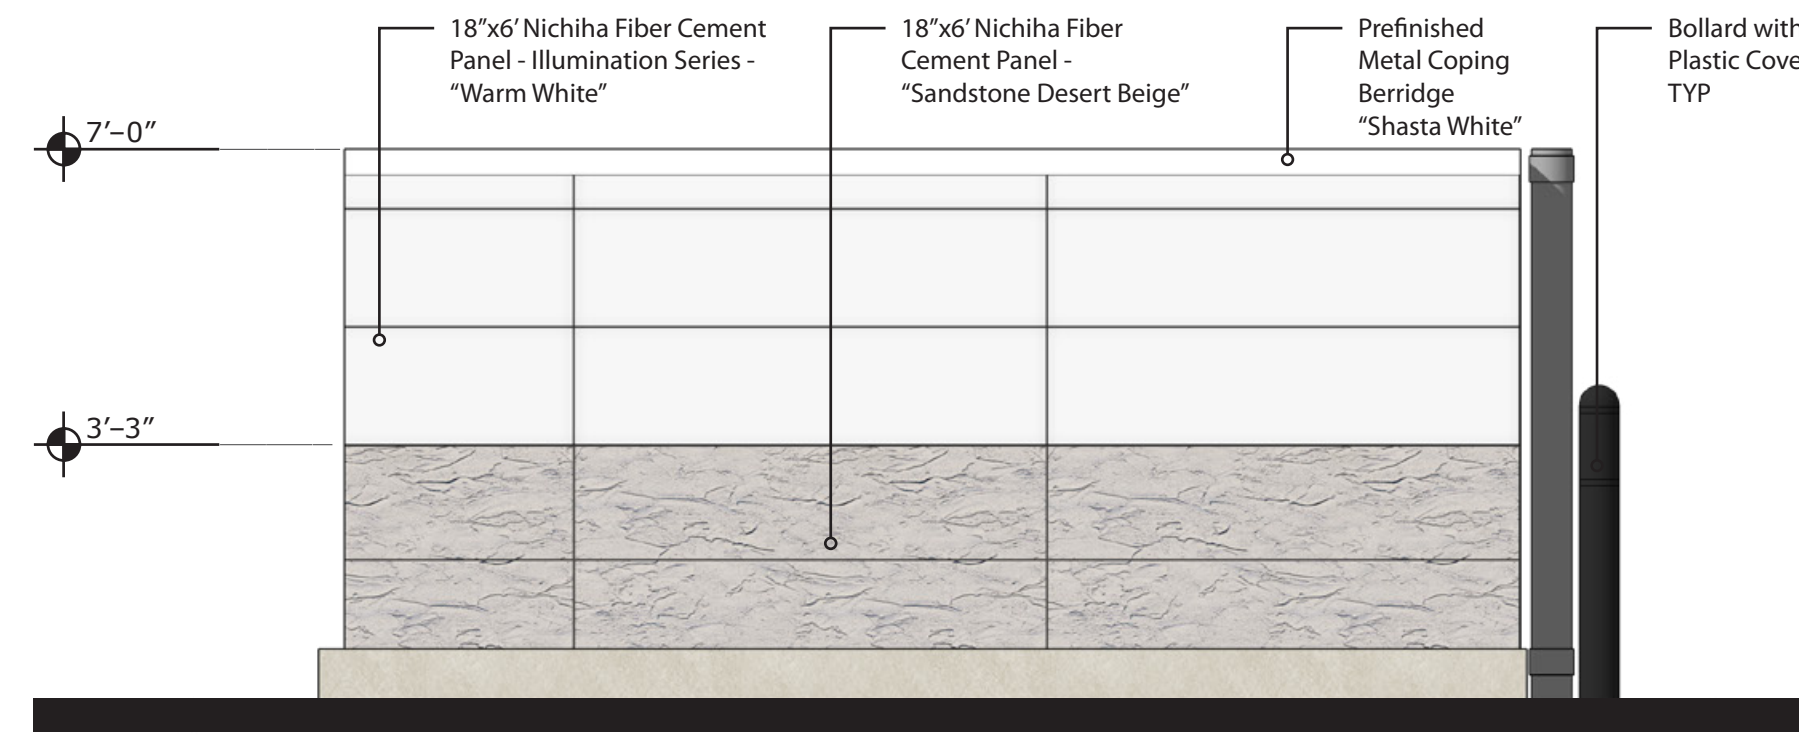 18”x6’ Nichiha Fiber Cement
Panel - Illumination Series -
“Warm White”
18”x6’ Nichiha Fiber
Cement Panel -
“Sandstone Desert Beige”
Prefinished
Metal Coping
Berridge
“Shasta White”
Bollard with
Plastic Cove
TYP
7’–0”
3’–3”